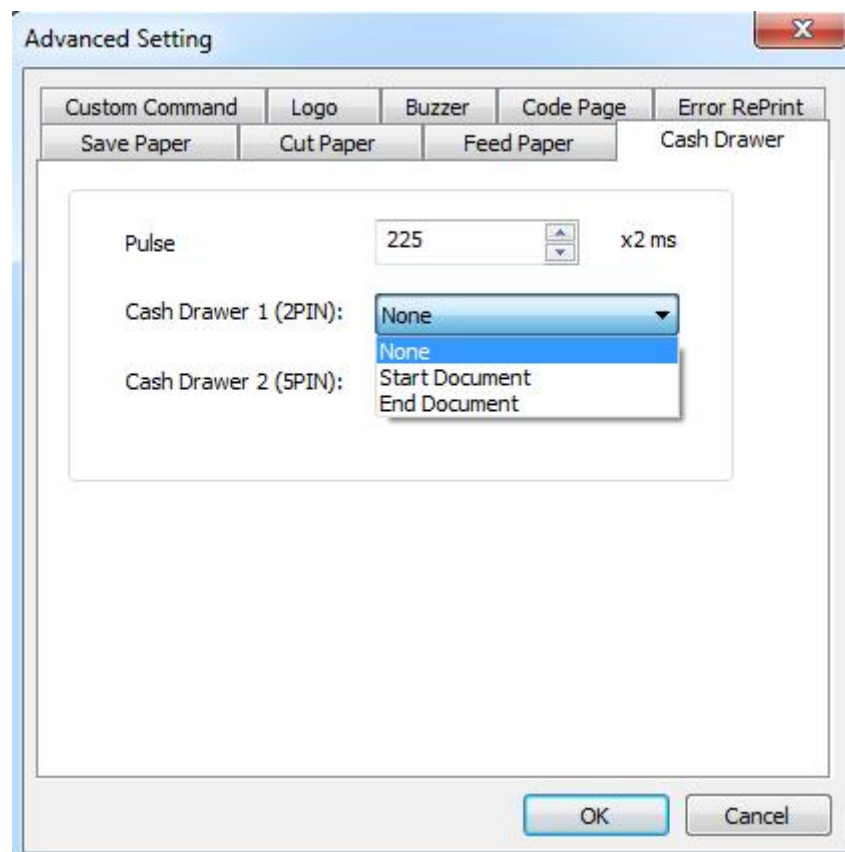 Advanced Setting
Custom Command Logo Buzzer Code Page Error RePrint
Save Paper Cut Paper Feed Paper Cash Drawer
Pulse 225 x2 ms
Cash Drawer 1 (2PIN): None
None
Cash Drawer 2 (5PIN): Start Document
End Document
OK Cancel